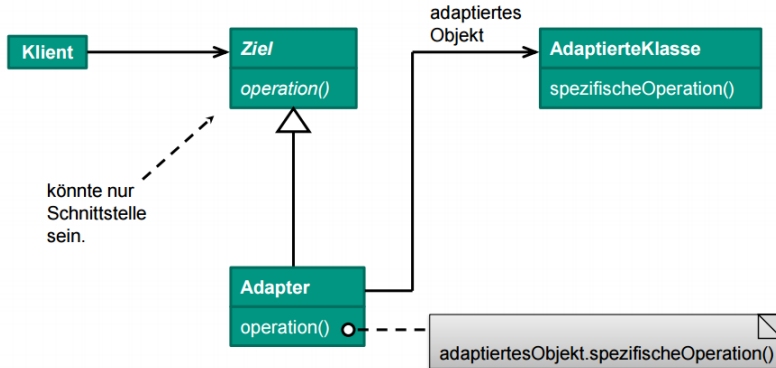 adaptiertes
Objekt
Klient
Ziel
AdaptierteKlasse
operation()
spezifischeOperation()
könnte nur
Schnittstelle
sein.
Adapter
operation()
adaptiertesObjekt.spezifischeOperation()